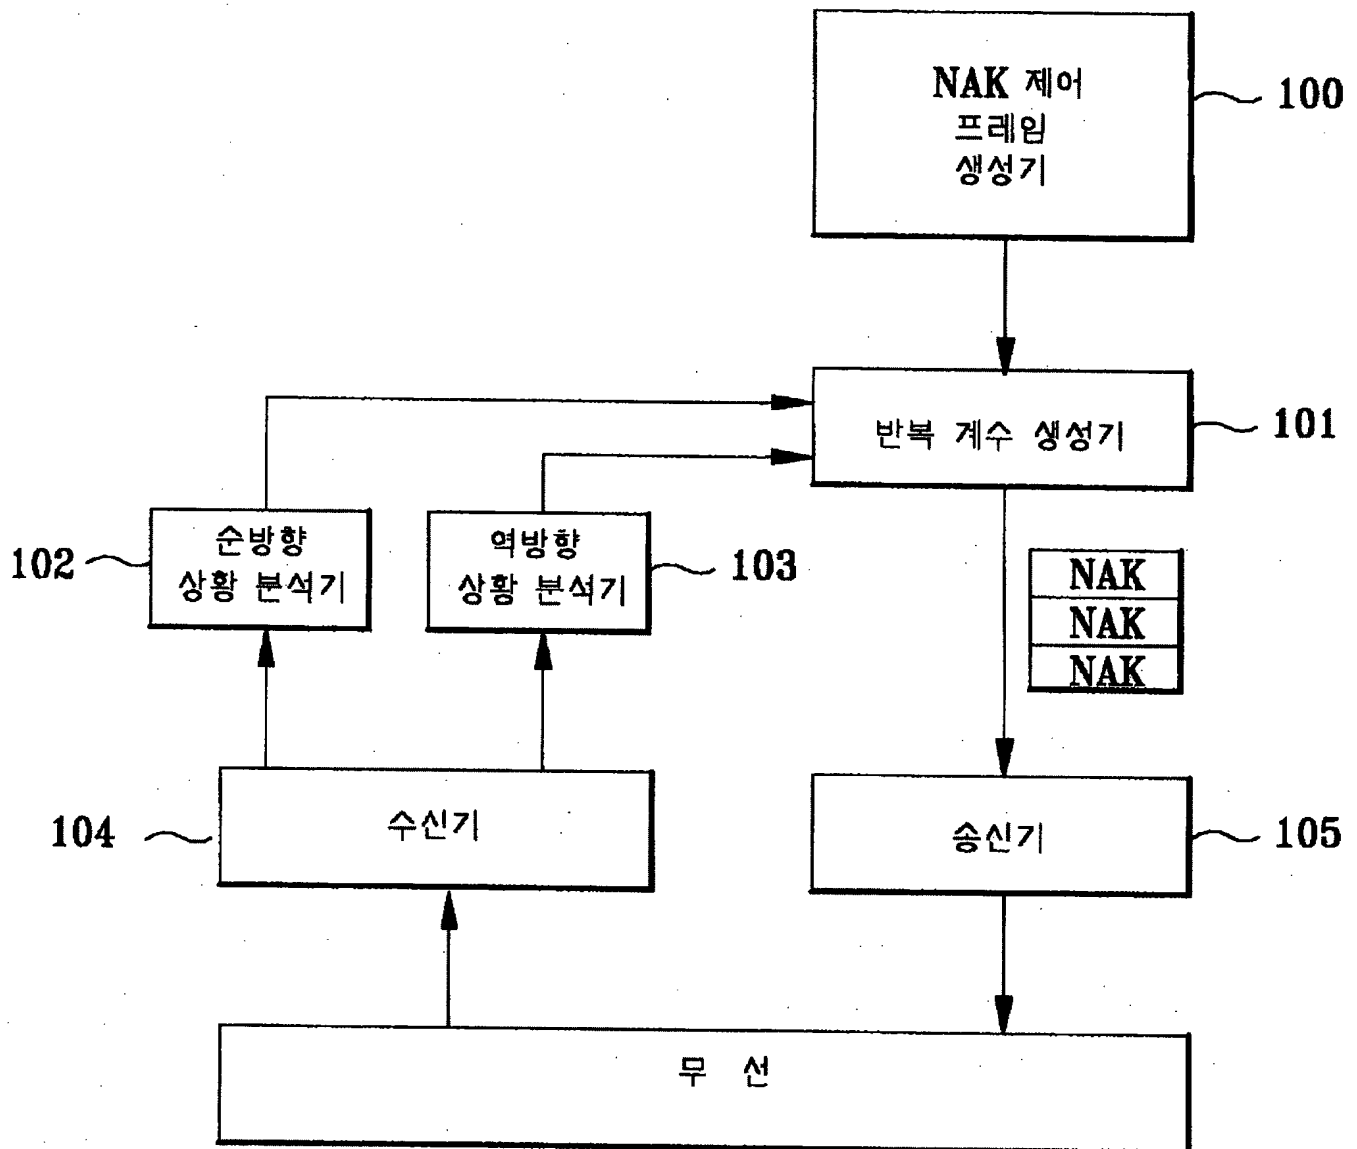 NAK 제어
프레임
생성기
100
반복 계수 생성기
101
순방향
상황 분석기
102
역방향
상황 분석기
103
NAK
NAK
NAK
수신기
104
송신기
105
무 선